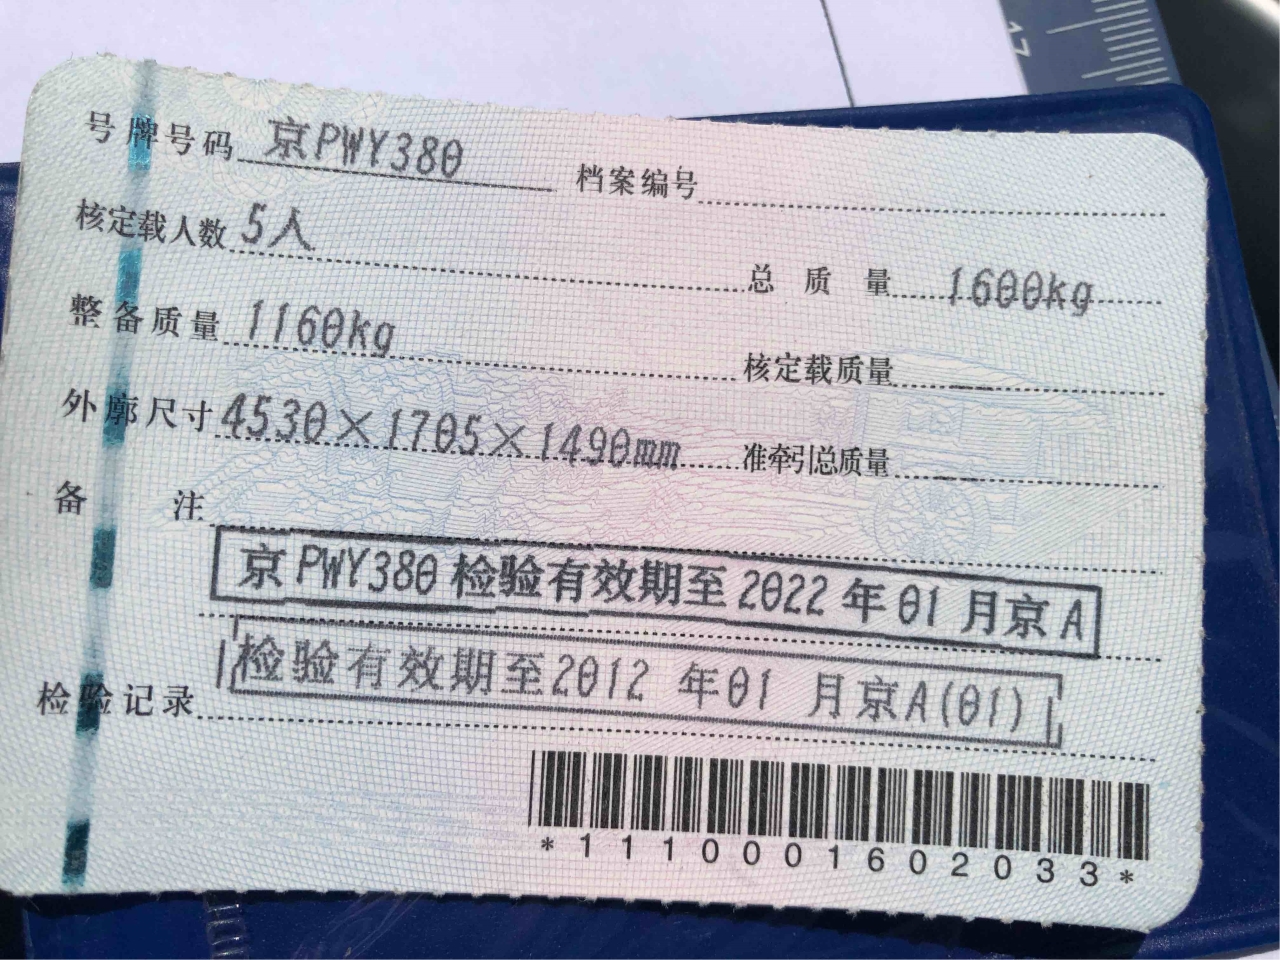 号牌号码 京PWY380 档案编号
核定载人数 5人 总质量 1600kg
整备质量 1160kg 核定载质量
外廓尺寸 4530×1705×1490mm 准牵引总质量
备注
京PWY380检验有效期至2022年01月京A
检验有效期至2012 年01 月京A(01)
检验记录
*1110001602033*
17